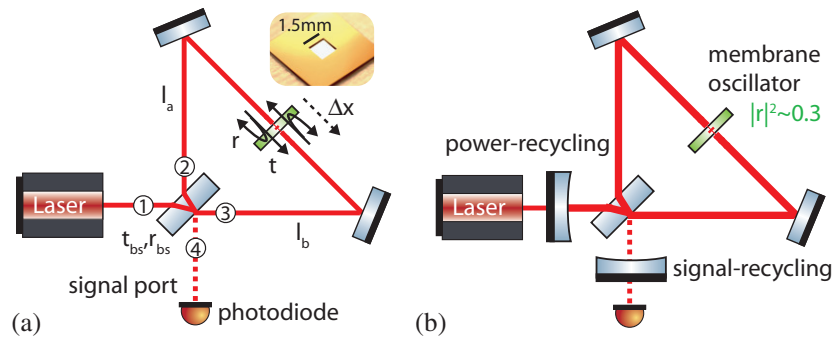 1.5mm
l_a
Δx
r
t
2
Laser
1
3
t_bs,r_bs
4
l_b
signal port
photodiode
(a)
membrane
oscillator
|r|²~0.3
power-recycling
Laser
signal-recycling
(b)